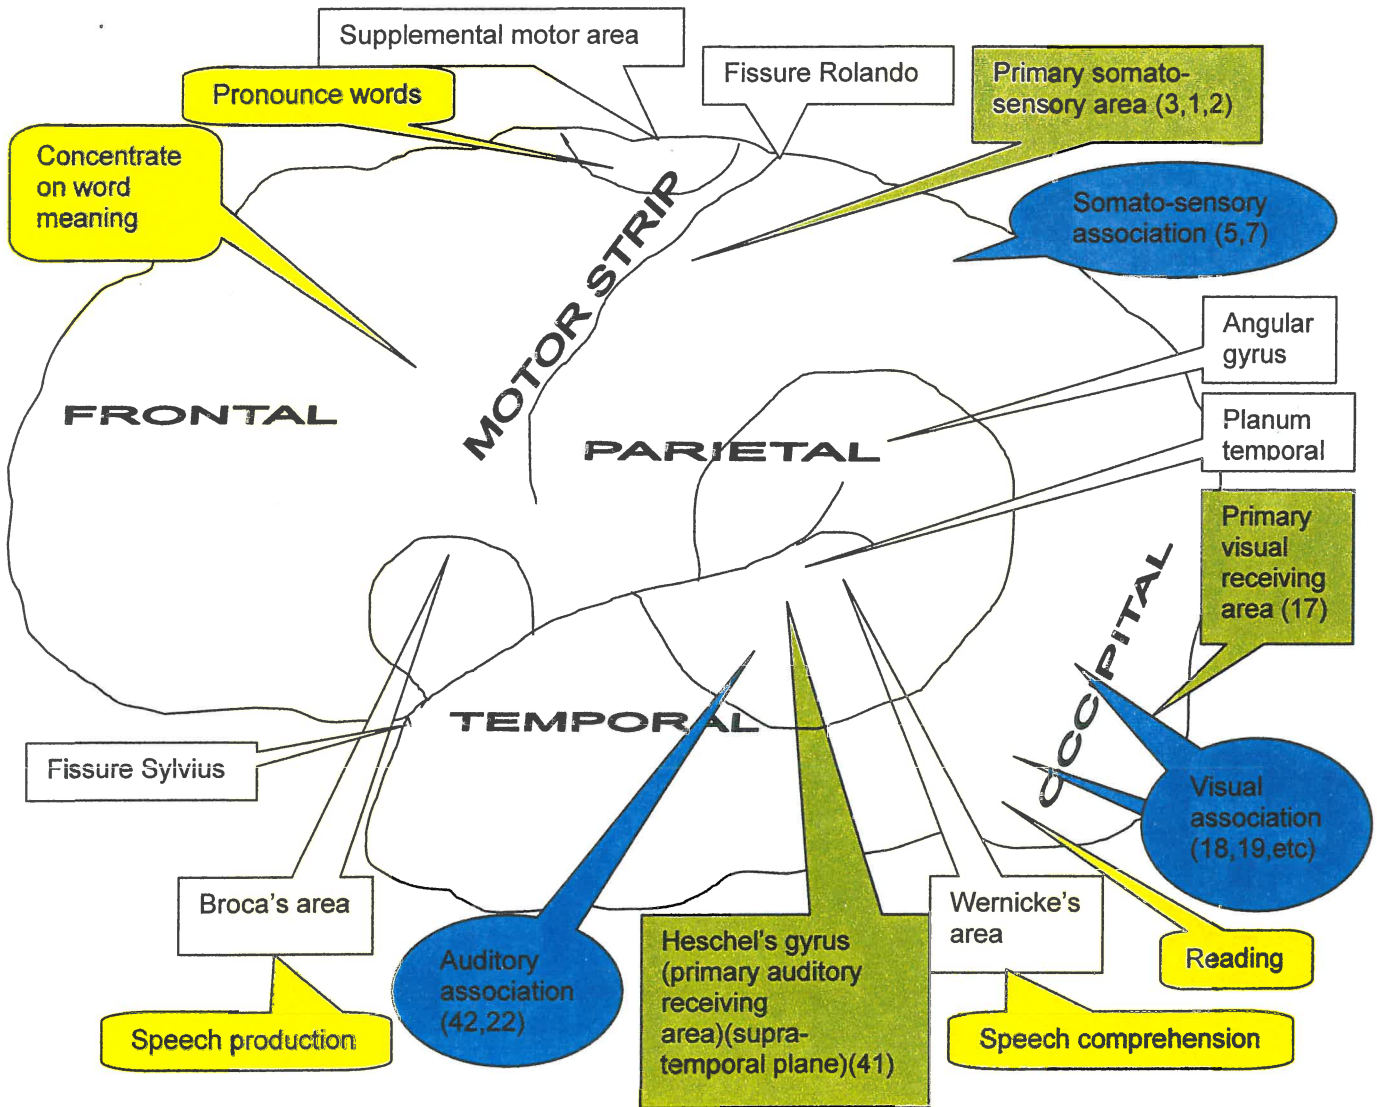 Supplemental motor area
Pronounce words
Fissure Rolando
Primary somato-
sensory area (3,1,2)
Concentrate
on word
meaning
Somato-sensory
association (5,7)
MOTOR STRIP
Angular
gyrus
FRONTAL
PARIETAL
Planum
temporal
Primary
visual
receiving
area (17)
OCCIPITAL
TEMPORAL
Fissure Sylvius
Visual
association
(18,19,etc)
Broca's area
Auditory
association
(42,22)
Heschel's gyrus
(primary auditory
receiving
area)(supra-
temporal plane)(41)
Wernicke's
area
Reading
Speech production
Speech comprehension